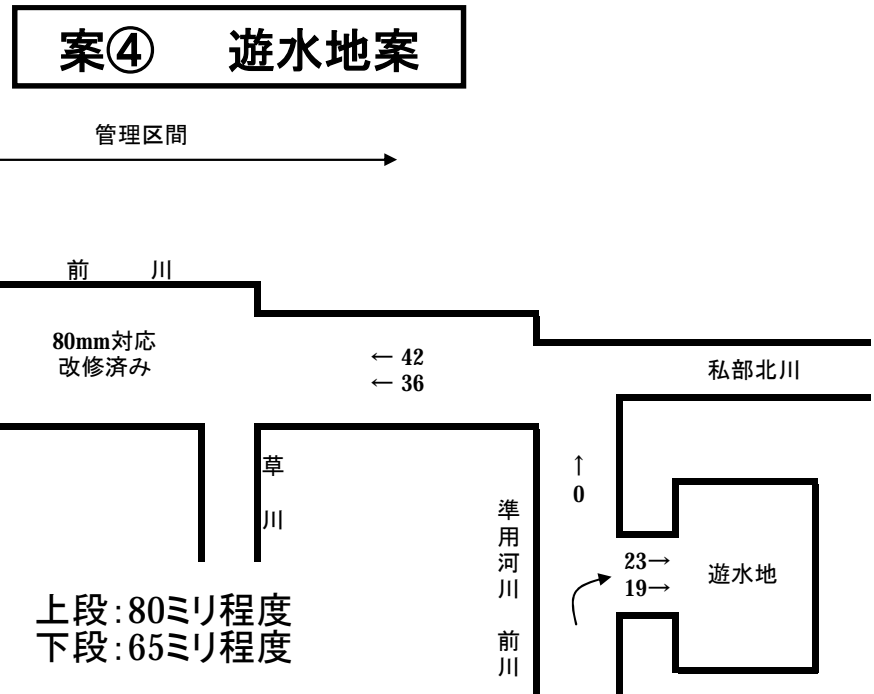 案④ 遊水地案
管理区間
前 川
80mm対応
改修済み
← 42
← 36
私部北川
草川
↑
0
準用河川 前川
23→
19→
遊水地
上段:80ミリ程度
下段:65ミリ程度